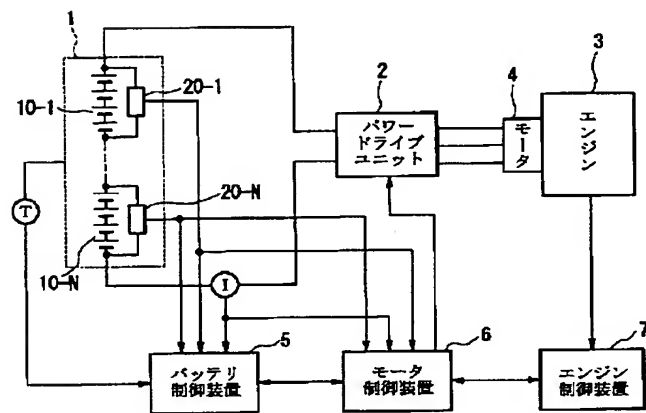 1
10-1
20-1
2
パワー
ドライブ
ユニット
4
モータ
3
エンジン
T
20-N
10-N
I
5
バッテリ
制御装置
6
モータ
制御装置
7
エンジン
制御装置